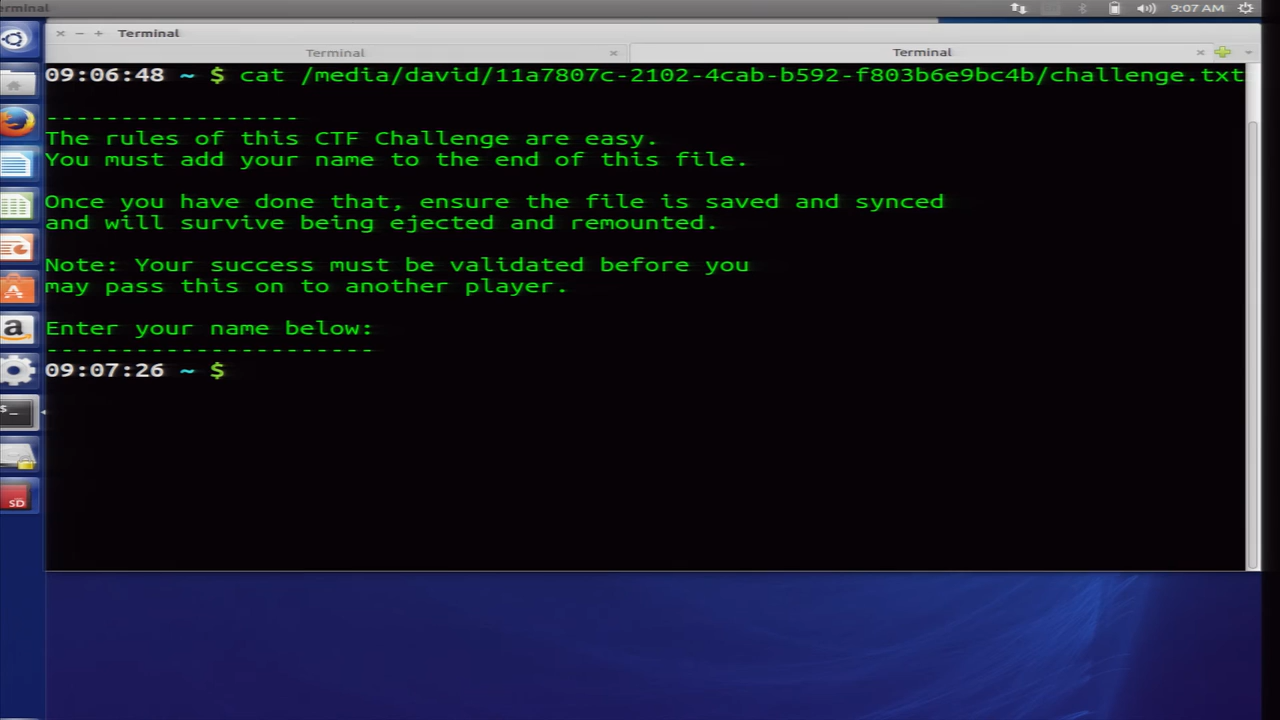 erminal
9:07 AM
Terminal
Terminal
Terminal
09:06:48 ~ $ cat /media/david/11a7807c-2102-4cab-b592-f803b6e9bc4b/challenge.txt
-----------------
The rules of this CTF Challenge are easy.
You must add your name to the end of this file.
Once you have done that, ensure the file is saved and synced
and will survive being ejected and remounted.
Note: Your success must be validated before you
may pass this on to another player.
Enter your name below:
----------------------
09:07:26 ~ $
a
$_
SD